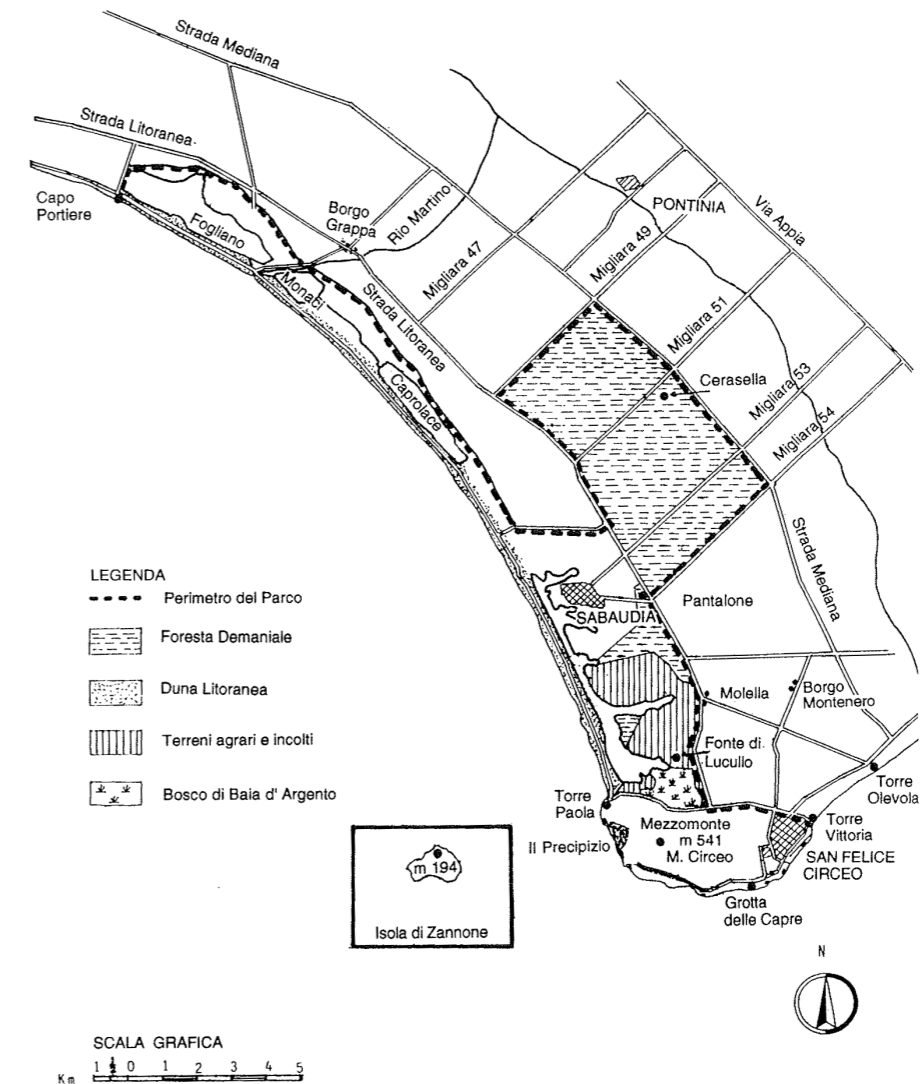 Strada Mediana
Strada Litoranea
Capo
Portiere
Fogliano
Borgo
Grappa
Rio Martino
Monaci
Migliara 47
PONTINIA
Migliara 49
Via Appia
Strada Litoranea
Migliara 51
Caprolace
Cerasella
Migliara 53
Migliara 54
Strada Mediana
LEGENDA
Perimetro del Parco
Foresta Demaniale
Duna Litoranea
Terreni agrari e incolti
Bosco di Baia d' Argento
SABAUDIA
Pantalone
Molella
Borgo
Montenero
Fonte di
Lucullo
Torre
Olevola
Torre
Paola
Mezzomonte
m 541
M. Circeo
Torre
Vittoria
Il Precipizio
SAN FELICE
CIRCEO
Grotta
delle Capre
m 194
Isola di Zannone
N
SCALA GRAFICA
Km 1 ½ 0 1 2 3 4 5